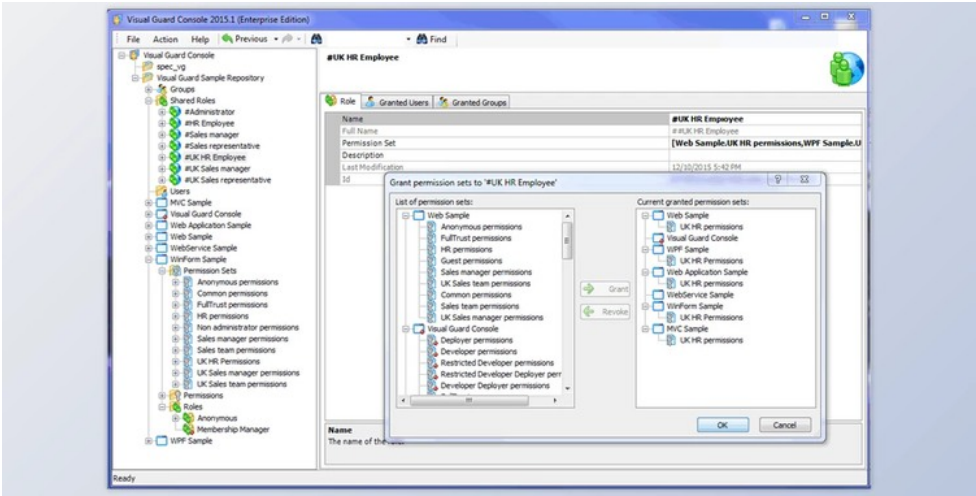 Visual Guard Console 2015.1 (Enterprise Edition)
File Action Help Previous Find
Visual Guard Console
spec_vg
Visual Guard Sample Repository
Groups
Shared Roles
#Administrator
#HR Employee
#Sales manager
#Sales representative
#UK HR Employee
#UK Sales manager
#UK Sales representative
Users
MVC Sample
Visual Guard Console
Web Application Sample
Web Sample
WebService Sample
WinForm Sample
Permission Sets
Anonymous permissions
Common permissions
FullTrust permissions
HR permissions
Non administrator permissions
Sales manager permissions
Sales team permissions
UK HR Permissions
UK Sales manager permissions
UK Sales team permissions
Permissions
Roles
Anonymous
Membership Manager
WPF Sample
#UK HR Employee
Role Granted Users Granted Groups
Name #UK HR Employee
Full Name ##UK HR Employee
Permission Set [Web Sample.UK HR permissions,WPF Sample.U
Description
Last Modification 12/10/2015 5:42 PM
Id
Grant permission sets to '#UK HR Employee'
List of permission sets:
Web Sample
Anonymous permissions
FullTrust permissions
HR permissions
Guest permissions
Sales manager permissions
UK Sales team permissions
Common permissions
Sales team permissions
UK Sales manager permissions
Visual Guard Console
Deployer permissions
Developer permissions
Restricted Developer permissions
Restricted Developer Deployer perr
Developer Deployer permissions
Grant
Revoke
Current granted permission sets:
Web Sample
UK HR permissions
Visual Guard Console
WPF Sample
UK HR Permissions
Web Application Sample
UK HR permissions
WebService Sample
WinForm Sample
UK HR Permissions
MVC Sample
UK HR permissions
OK Cancel
Name
The name of the
Ready